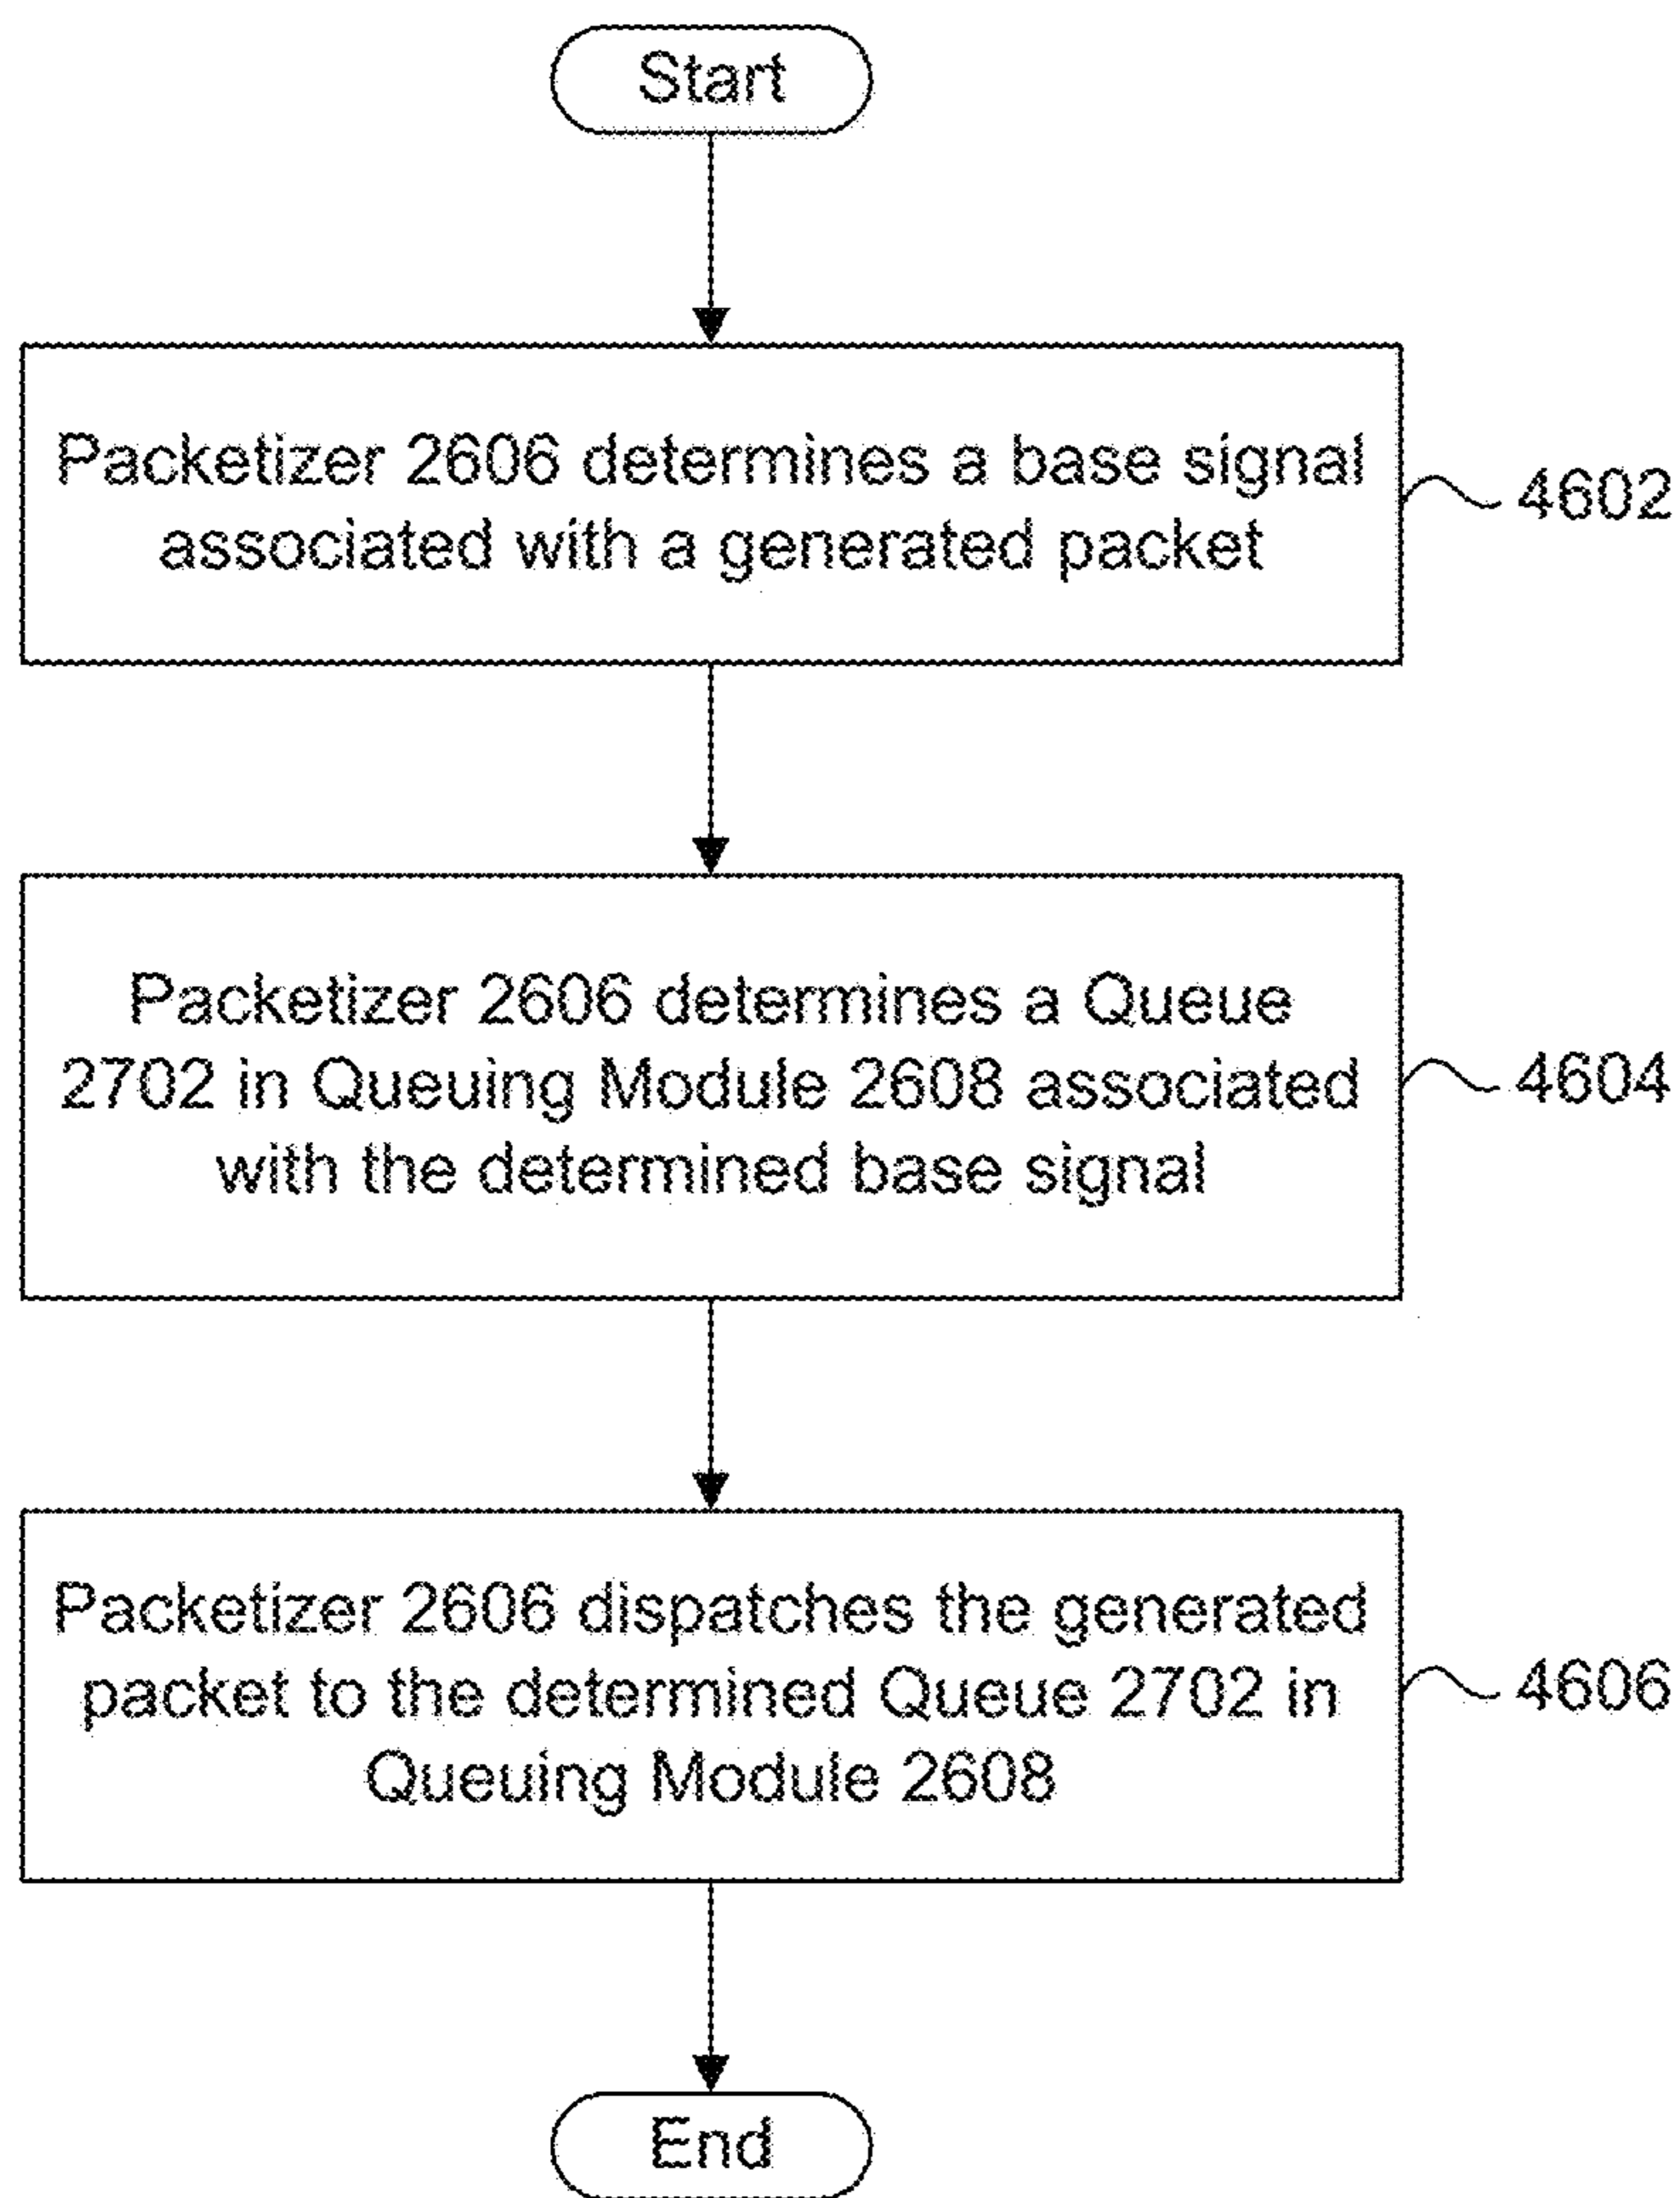 Start
Packetizer 2606 determines a base signal
associated with a generated packet
4602
Packetizer 2606 determines a Queue
2702 in Queuing Module 2608 associated
with the determined base signal
4604
Packetizer 2606 dispatches the generated
packet to the determined Queue 2702 in
Queuing Module 2608
4606
End